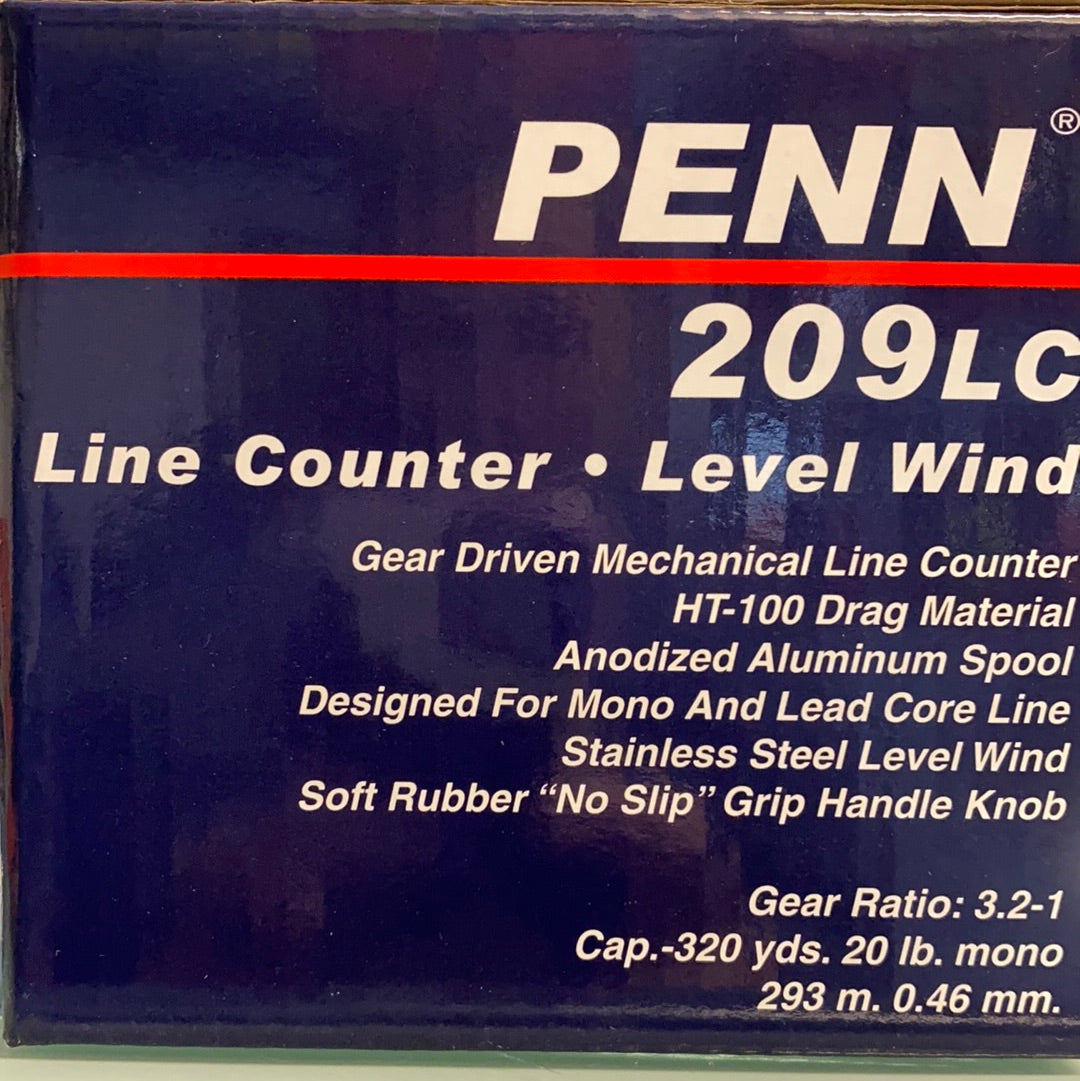 PENN®
209LC
Line Counter • Level Wind
Gear Driven Mechanical Line Counter
HT-100 Drag Material
Anodized Aluminum Spool
Designed For Mono And Lead Core Line
Stainless Steel Level Wind
Soft Rubber “No Slip” Grip Handle Knob
Gear Ratio: 3.2-1
Cap.-320 yds. 20 lb. mono
293 m. 0.46 mm.